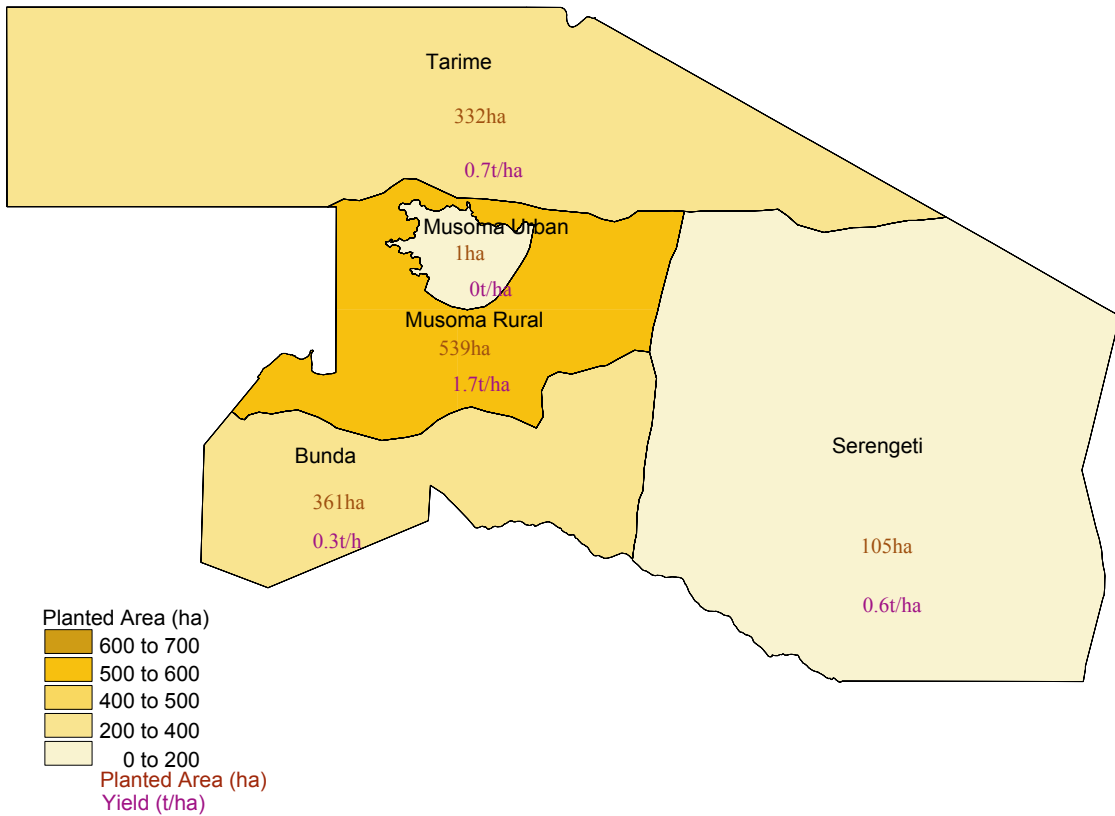 Tarime
332ha
0.7t/ha
Musoma Urban
1ha
0t/ha
Musoma Rural
539ha
1.7t/ha
Bunda
361ha
0.3t/h
Serengeti
105ha
0.6t/ha
Planted Area (ha)
600 to 700
500 to 600
400 to 500
200 to 400
0 to 200
Planted Area (ha)
Yield (t/ha)